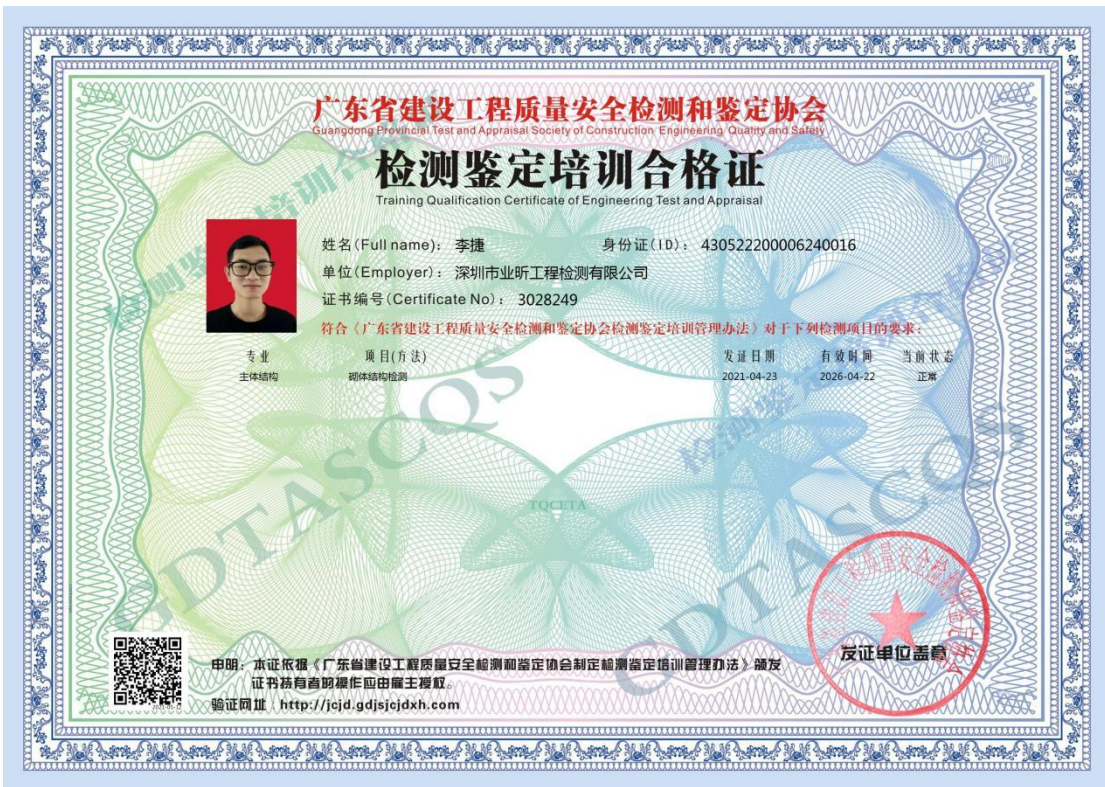 广东省建设工程质量安全检测和鉴定协会
Guangdong Provincial Test and Appraisal Society of Construction Engineering Quality and Safety
检测鉴定培训合格证
Training Qualification Certificate of Engineering Test and Appraisal
姓名(Full name): 李捷 身份证(ID): 430522200006240016
单位(Employer): 深圳市业昕工程检测有限公司
证书编号(Certificate No): 3028249
符合《广东省建设工程质量安全检测和鉴定协会检测鉴定培训管理办法》对于下列检测项目的要求:
专业 项目(方法) 发证日期 有效时间 当前状态
主体结构 砌体结构检测 2021-04-23 2026-04-22 正常
GDTASCQS
GDTASCQS
TQCETA
发证单位盖章
申明: 本证依据《广东省建设工程质量安全检测和鉴定协会制定检测鉴定培训管理办法》颁发
证书持有者的操作应由雇主授权。
验证网址:http://jcjd.gdjsjcjdxh.com